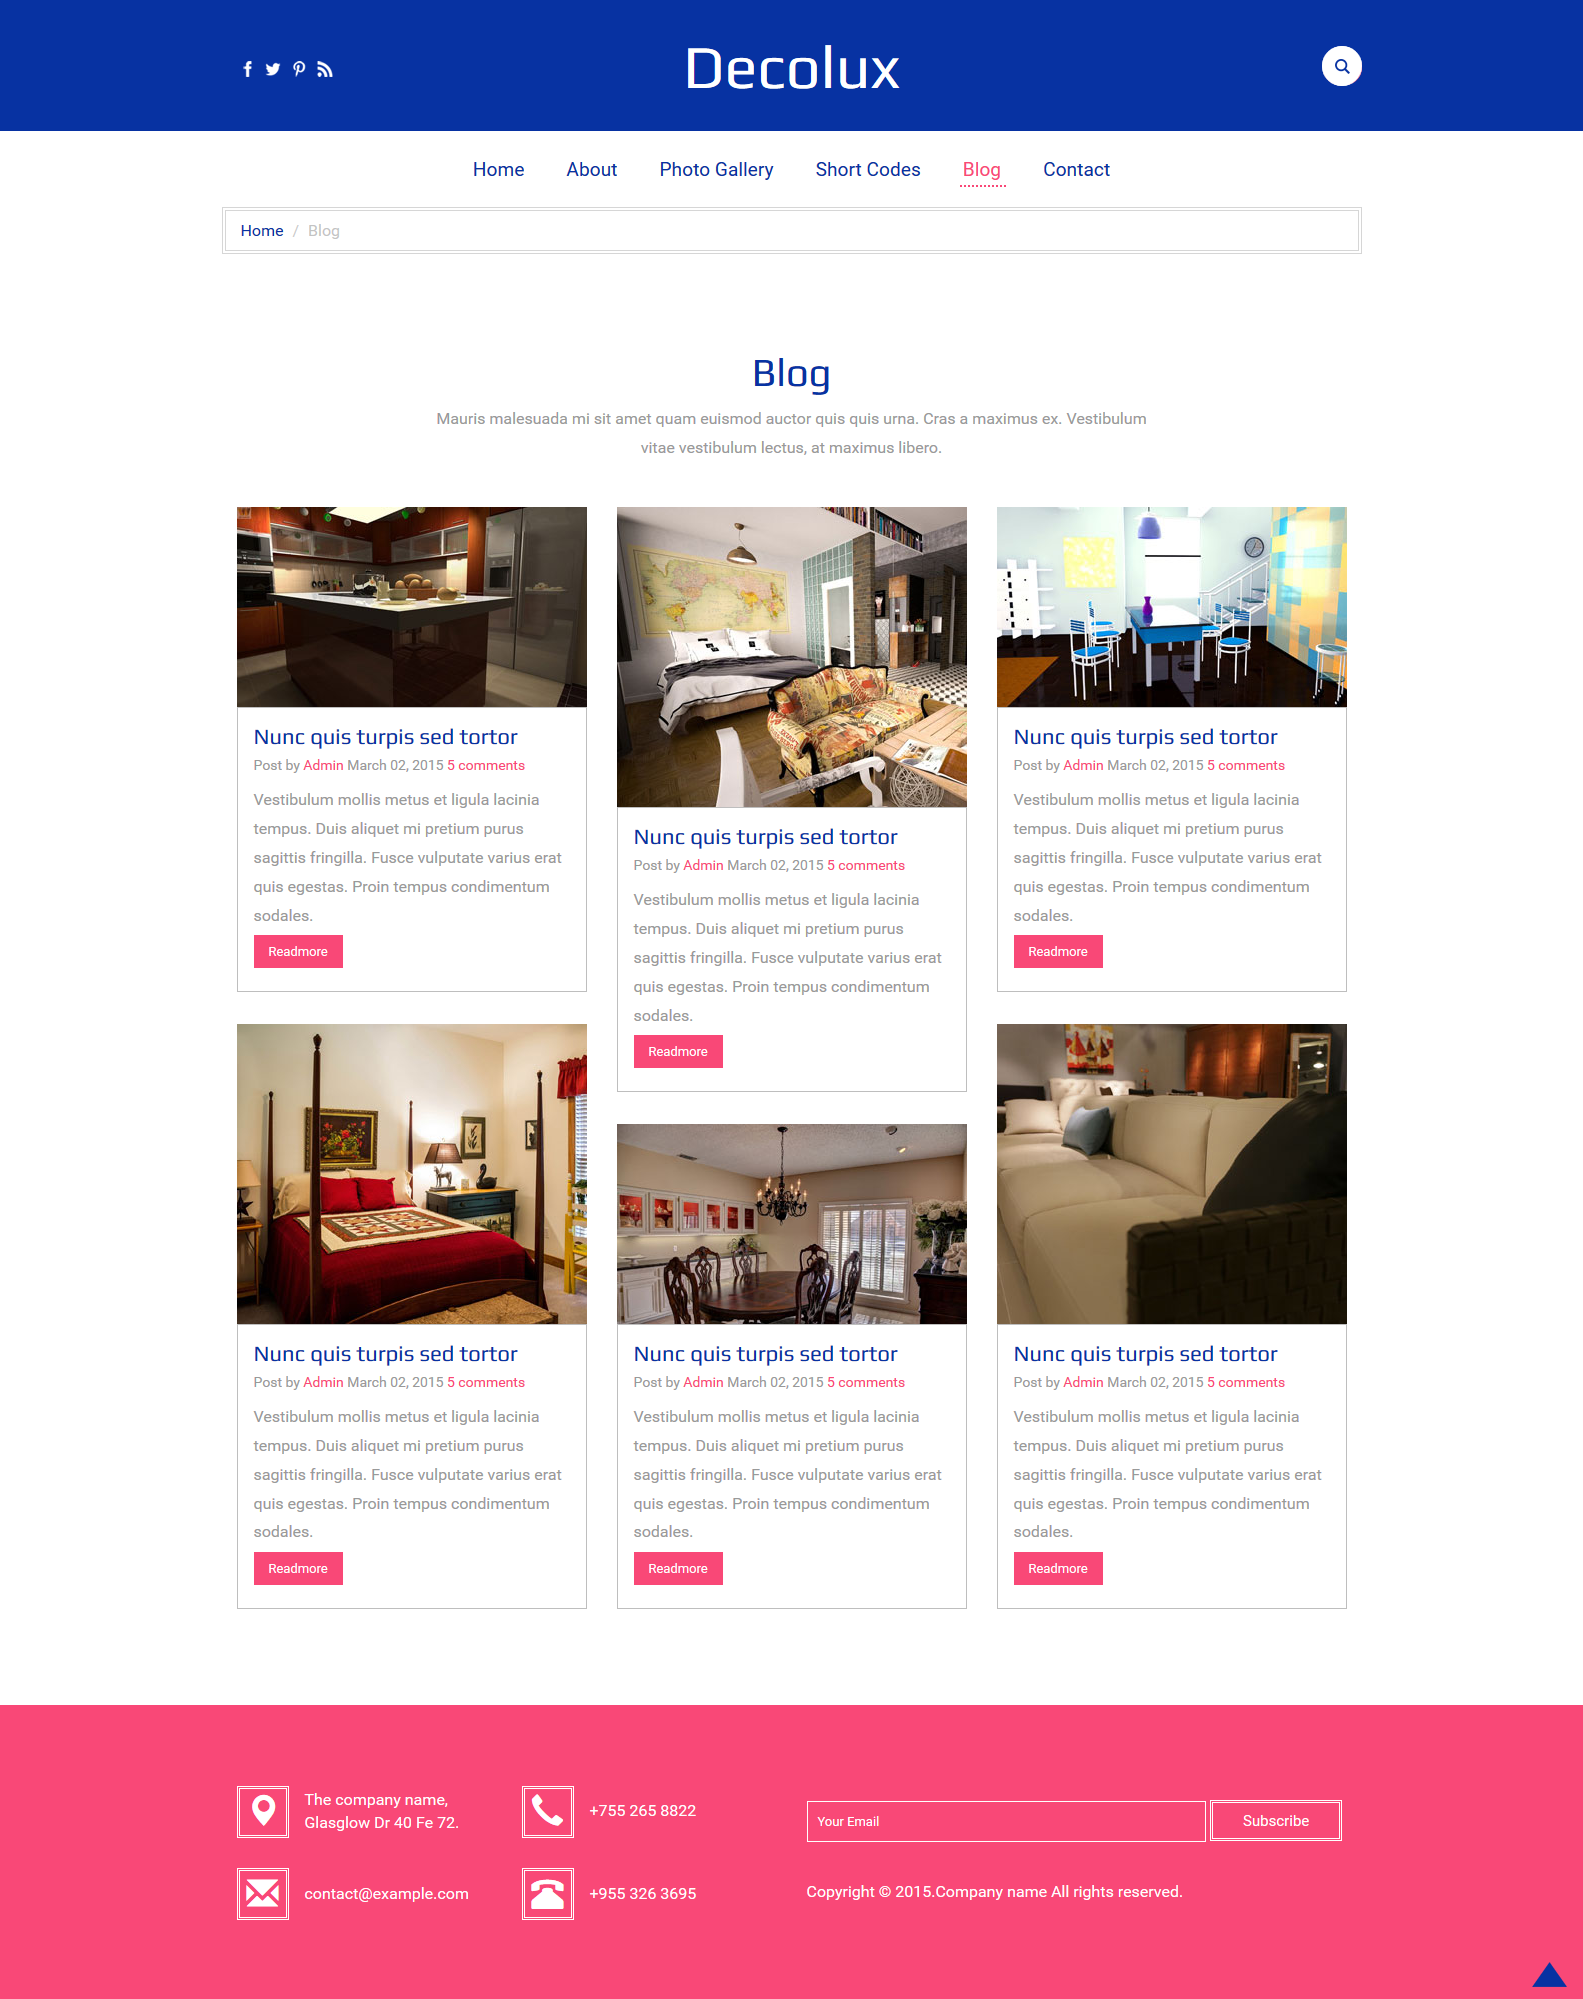 Decolux
Home
About
Photo Gallery
Short Codes
Blog
Contact
Home / Blog
Blog
Mauris malesuada mi sit amet quam euismod auctor quis quis urna. Cras a maximus ex. Vestibulum
vitae vestibulum lectus, at maximus libero.
Nunc quis turpis sed tortor
Post by Admin March 02, 2015 5 comments
Vestibulum mollis metus et ligula lacinia
tempus. Duis aliquet mi pretium purus
sagittis fringilla. Fusce vulputate varius erat
quis egestas. Proin tempus condimentum
sodales.
Readmore
Nunc quis turpis sed tortor
Post by Admin March 02, 2015 5 comments
Vestibulum mollis metus et ligula lacinia
tempus. Duis aliquet mi pretium purus
sagittis fringilla. Fusce vulputate varius erat
quis egestas. Proin tempus condimentum
sodales.
Readmore
Nunc quis turpis sed tortor
Post by Admin March 02, 2015 5 comments
Vestibulum mollis metus et ligula lacinia
tempus. Duis aliquet mi pretium purus
sagittis fringilla. Fusce vulputate varius erat
quis egestas. Proin tempus condimentum
sodales.
Readmore
Nunc quis turpis sed tortor
Post by Admin March 02, 2015 5 comments
Vestibulum mollis metus et ligula lacinia
tempus. Duis aliquet mi pretium purus
sagittis fringilla. Fusce vulputate varius erat
quis egestas. Proin tempus condimentum
sodales.
Readmore
Nunc quis turpis sed tortor
Post by Admin March 02, 2015 5 comments
Vestibulum mollis metus et ligula lacinia
tempus. Duis aliquet mi pretium purus
sagittis fringilla. Fusce vulputate varius erat
quis egestas. Proin tempus condimentum
sodales.
Readmore
Nunc quis turpis sed tortor
Post by Admin March 02, 2015 5 comments
Vestibulum mollis metus et ligula lacinia
tempus. Duis aliquet mi pretium purus
sagittis fringilla. Fusce vulputate varius erat
quis egestas. Proin tempus condimentum
sodales.
Readmore
The company name,
Glasglow Dr 40 Fe 72.
+755 265 8822
contact@example.com
+955 326 3695
Your Email
Subscribe
Copyright © 2015.Company name All rights reserved.